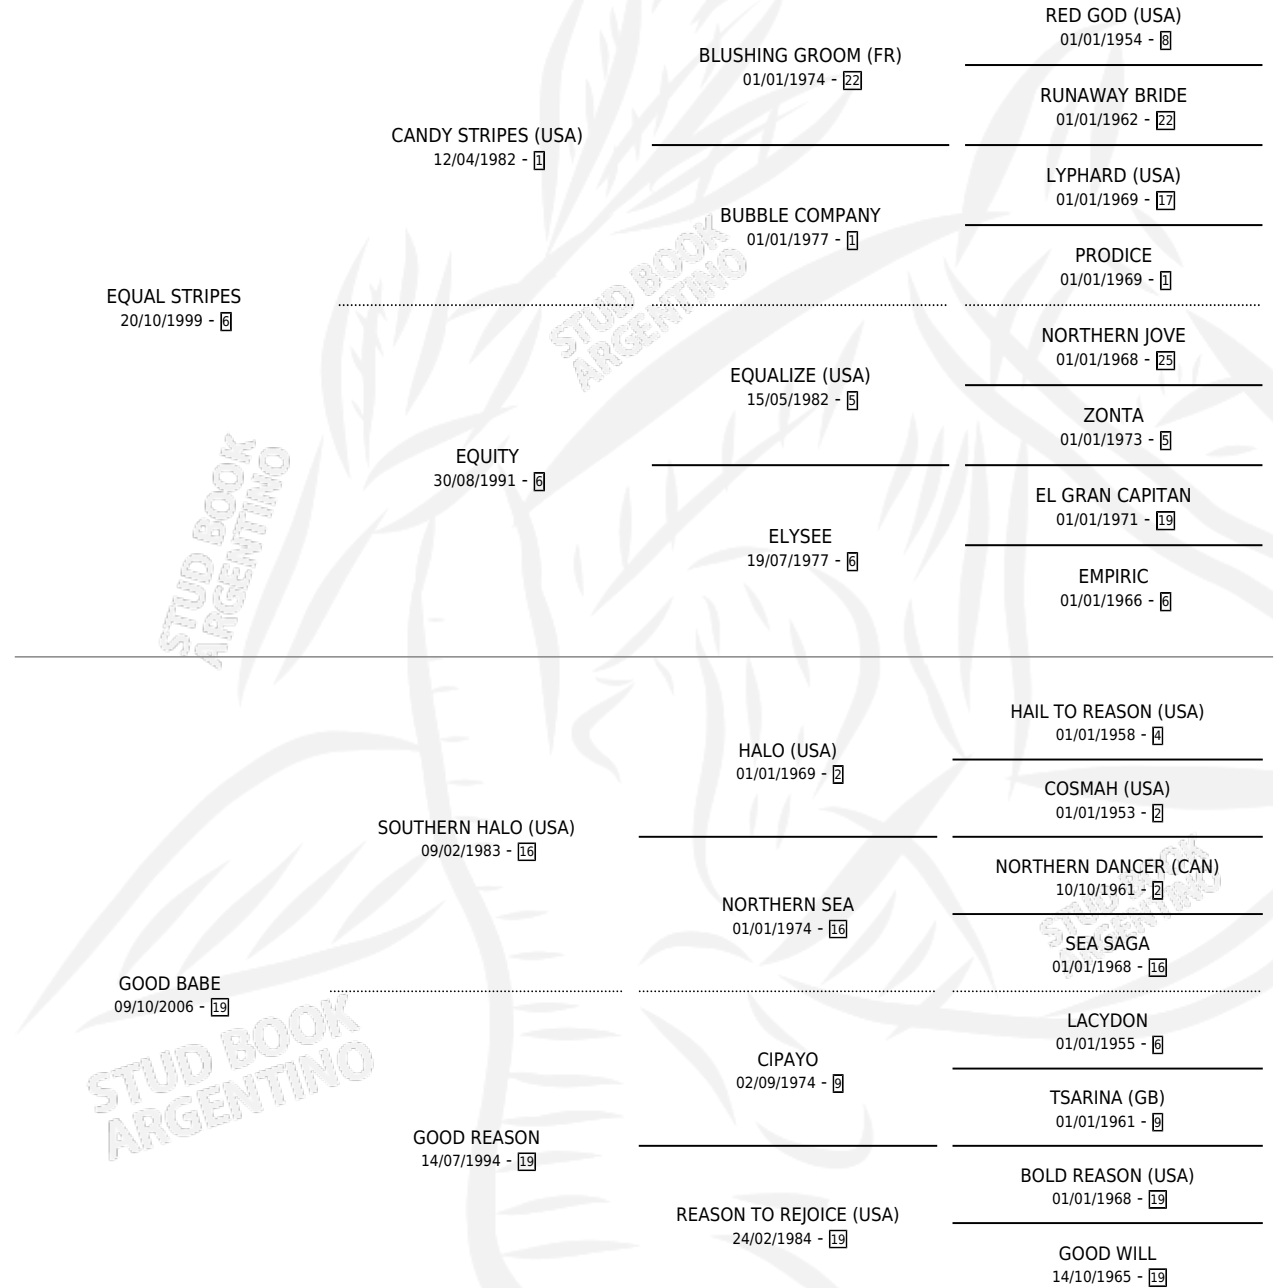 RED GOD (USA)
01/01/1954 - 8
BLUSHING GROOM (FR)
01/01/1974 - 22
RUNAWAY BRIDE
01/01/1962 - 22
CANDY STRIPES (USA)
12/04/1982 - 1
LYPHARD (USA)
01/01/1969 - 17
BUBBLE COMPANY
01/01/1977 - 1
PRODICE
01/01/1969 - 1
EQUAL STRIPES
20/10/1999 - 6
NORTHERN JOVE
01/01/1968 - 25
EQUALIZE (USA)
15/05/1982 - 5
ZONTA
01/01/1973 - 5
EQUITY
30/08/1991 - 6
EL GRAN CAPITAN
01/01/1971 - 19
ELYSEE
19/07/1977 - 6
EMPIRIC
01/01/1966 - 6
STUD BOOK
ARGENTINO
STUD BOOK
ARGENTINO
HAIL TO REASON (USA)
01/01/1958 - 4
HALO (USA)
01/01/1969 - 2
COSMAH (USA)
01/01/1953 - 2
SOUTHERN HALO (USA)
09/02/1983 - 16
NORTHERN DANCER (CAN)
10/10/1961 - 2
NORTHERN SEA
01/01/1974 - 16
SEA SAGA
01/01/1968 - 16
STUD BOOK
ARGENTINO
GOOD BABE
09/10/2006 - 19
LACYDON
01/01/1955 - 6
CIPAYO
02/09/1974 - 9
TSARINA (GB)
01/01/1961 - 9
GOOD REASON
14/07/1994 - 19
BOLD REASON (USA)
01/01/1968 - 19
REASON TO REJOICE (USA)
24/02/1984 - 19
GOOD WILL
14/10/1965 - 19
STUD BOOK
ARGENTINO